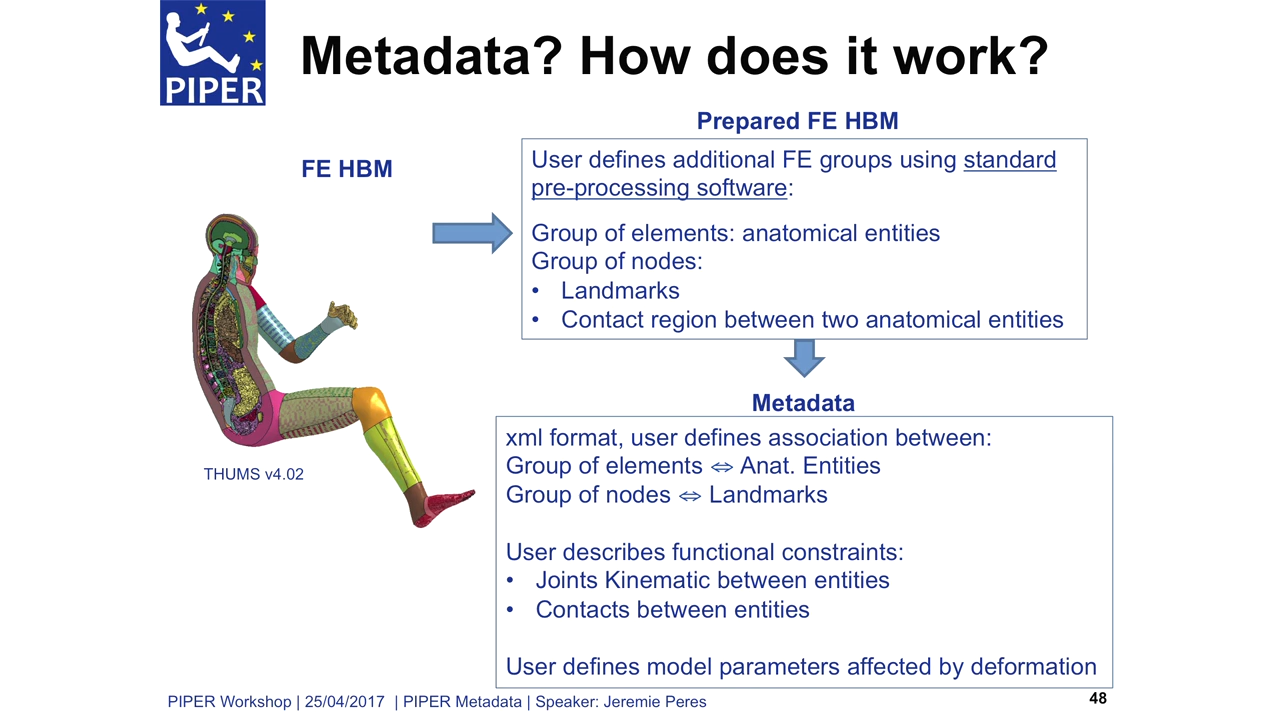 PIPER
Metadata? How does it work?
Prepared FE HBM
FE HBM
User defines additional FE groups using standard
pre-processing software:
Group of elements: anatomical entities
Group of nodes:
• Landmarks
• Contact region between two anatomical entities
THUMS v4.02
Metadata
xml format, user defines association between:
Group of elements ⇔ Anat. Entities
Group of nodes ⇔ Landmarks
User describes functional constraints:
• Joints Kinematic between entities
• Contacts between entities
User defines model parameters affected by deformation
PIPER Workshop | 25/04/2017 | PIPER Metadata | Speaker: Jeremie Peres
48